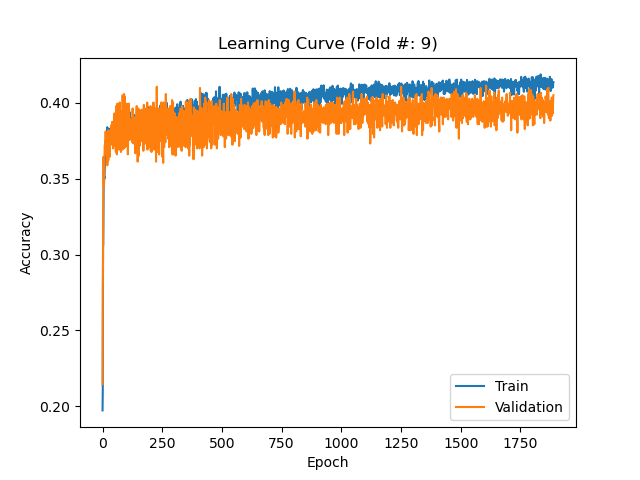 Learning Curve (Fold #: 9)
Accuracy
0.40
0.35
0.30
0.25
0.20
0 250 500 750 1000 1250 1500 1750
Epoch
Train
Validation